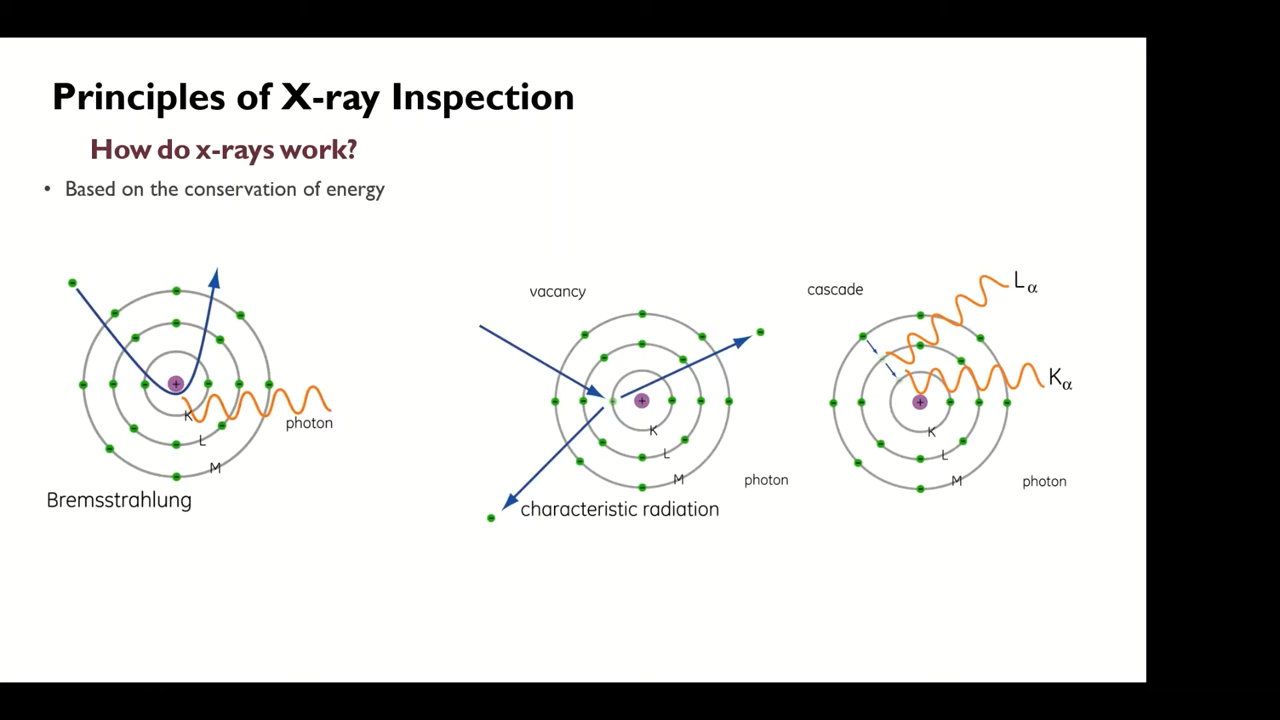 Principles of X-ray Inspection
How do x-rays work?
• Based on the conservation of energy
K
L
M
photon
Bremsstrahlung
vacancy
K
L
M
photon
characteristic radiation
cascade
Lα
Kα
K
L
M
photon